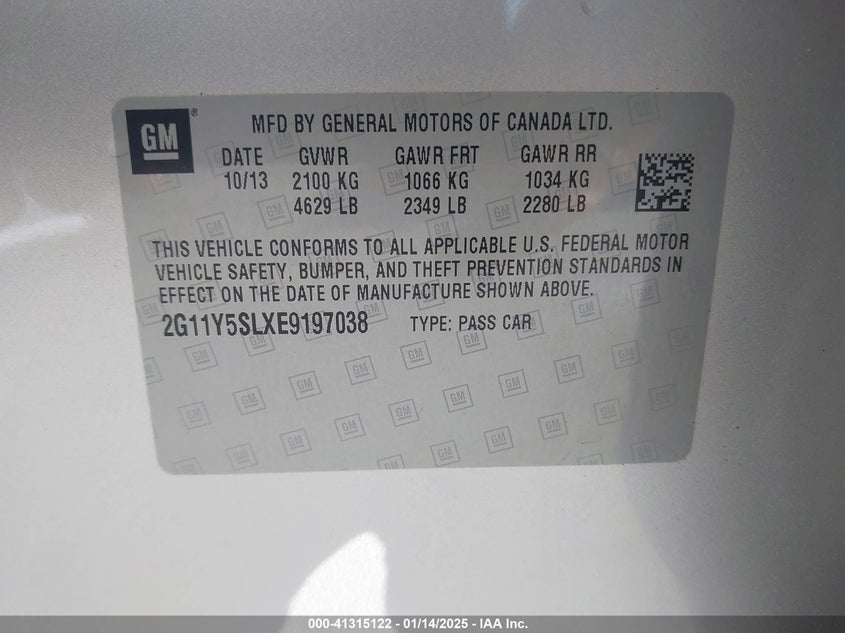 GM
MFD BY GENERAL MOTORS OF CANADA LTD.
DATE GVWR GAWR FRT GAWR RR
10/13 2100 KG 1066 KG 1034 KG
4629 LB 2349 LB 2280 LB
THIS VEHICLE CONFORMS TO ALL APPLICABLE U.S. FEDERAL MOTOR
VEHICLE SAFETY, BUMPER, AND THEFT PREVENTION STANDARDS IN
EFFECT ON THE DATE OF MANUFACTURE SHOWN ABOVE.
2G11Y5SLXE9197038 TYPE: PASS CAR
000-41315122 - 01/14/2025 - IAA Inc.